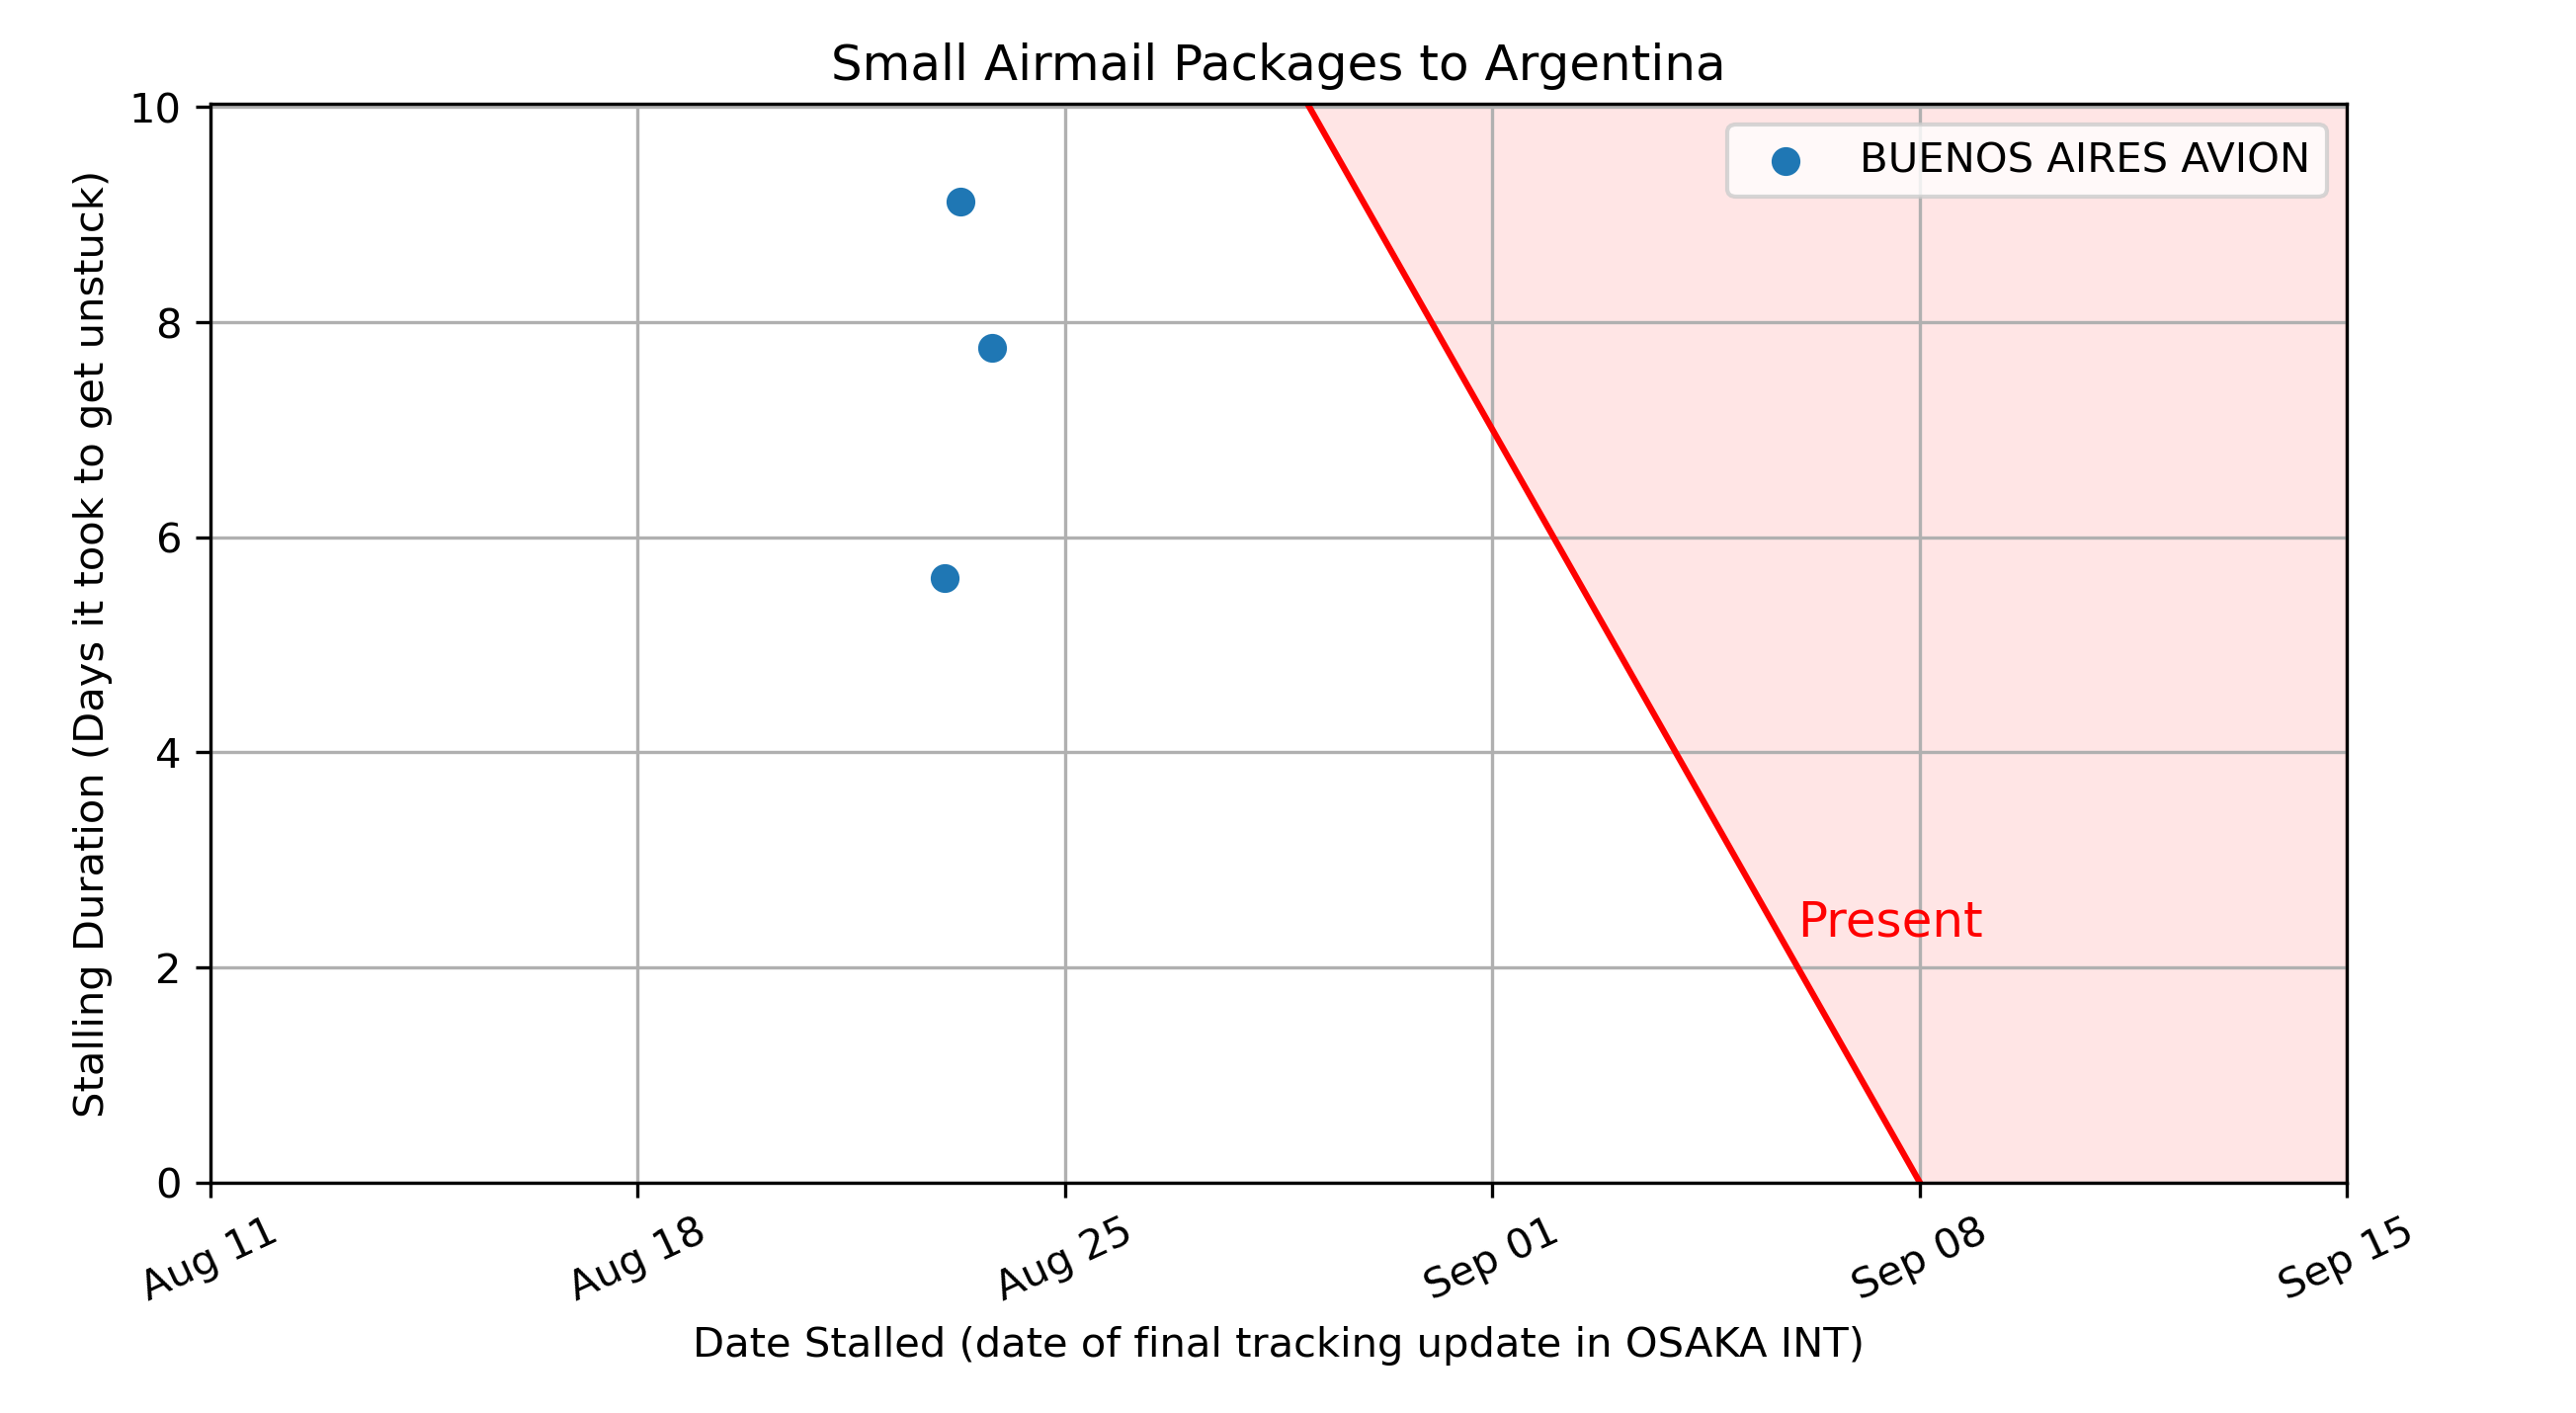 Small Airmail Packages to Argentina
BUENOS AIRES AVION
Stalling Duration (Days it took to get unstuck)
10
8
6
4
2
0
Present
Aug 11
Aug 18
Aug 25
Sep 01
Sep 08
Sep 15
Date Stalled (date of final tracking update in OSAKA INT)